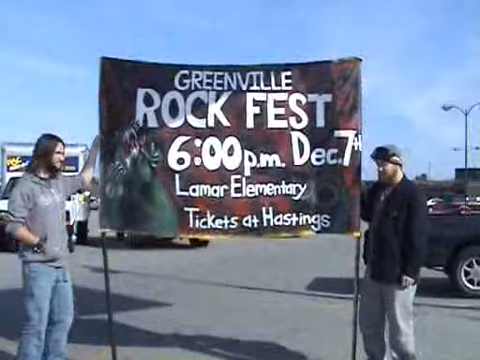 GREENVILLE
ROCK FEST
6:00 p.m. Dec. 7th
Lamar Elementary
Tickets at Hastings